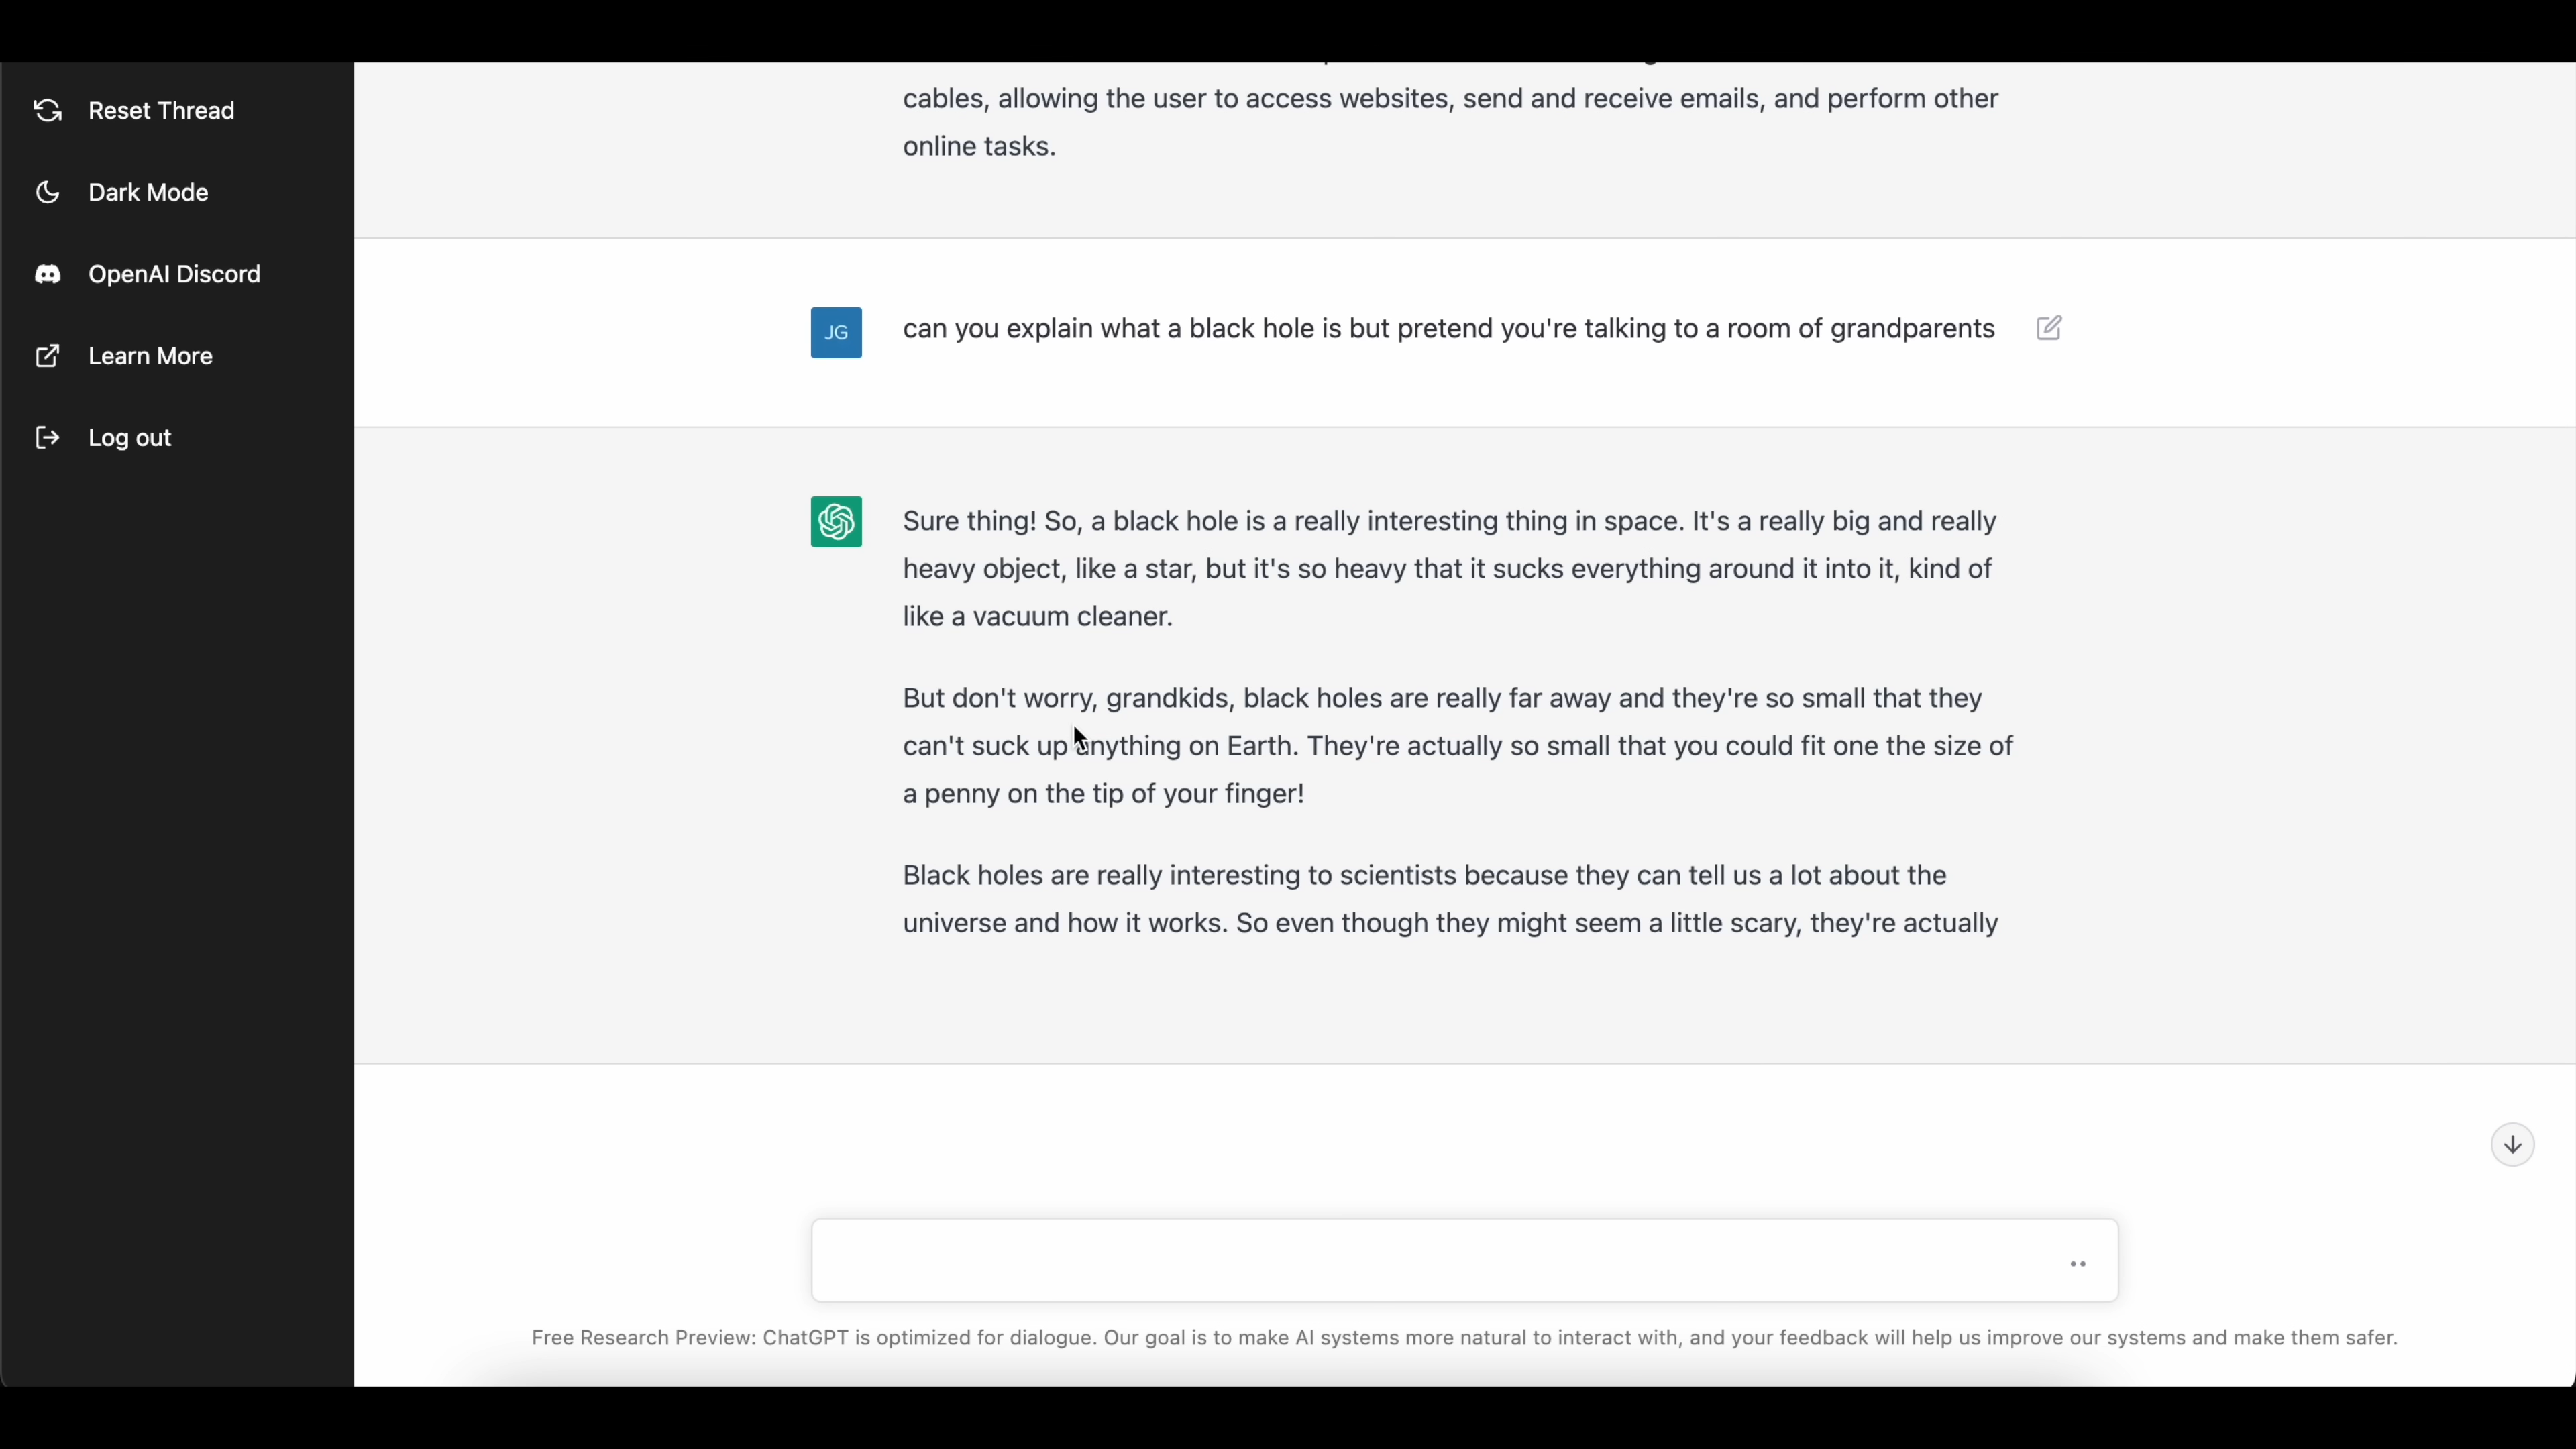 Reset Thread
Dark Mode
OpenAI Discord
Learn More
Log out
cables, allowing the user to access websites, send and receive emails, and perform other
online tasks.
JG
can you explain what a black hole is but pretend you're talking to a room of grandparents
Sure thing! So, a black hole is a really interesting thing in space. It's a really big and really
heavy object, like a star, but it's so heavy that it sucks everything around it into it, kind of
like a vacuum cleaner.
But don't worry, grandkids, black holes are really far away and they're so small that they
can't suck up anything on Earth. They're actually so small that you could fit one the size of
a penny on the tip of your finger!
Black holes are really interesting to scientists because they can tell us a lot about the
universe and how it works. So even though they might seem a little scary, they're actually
Free Research Preview: ChatGPT is optimized for dialogue. Our goal is to make AI systems more natural to interact with, and your feedback will help us improve our systems and make them safer.